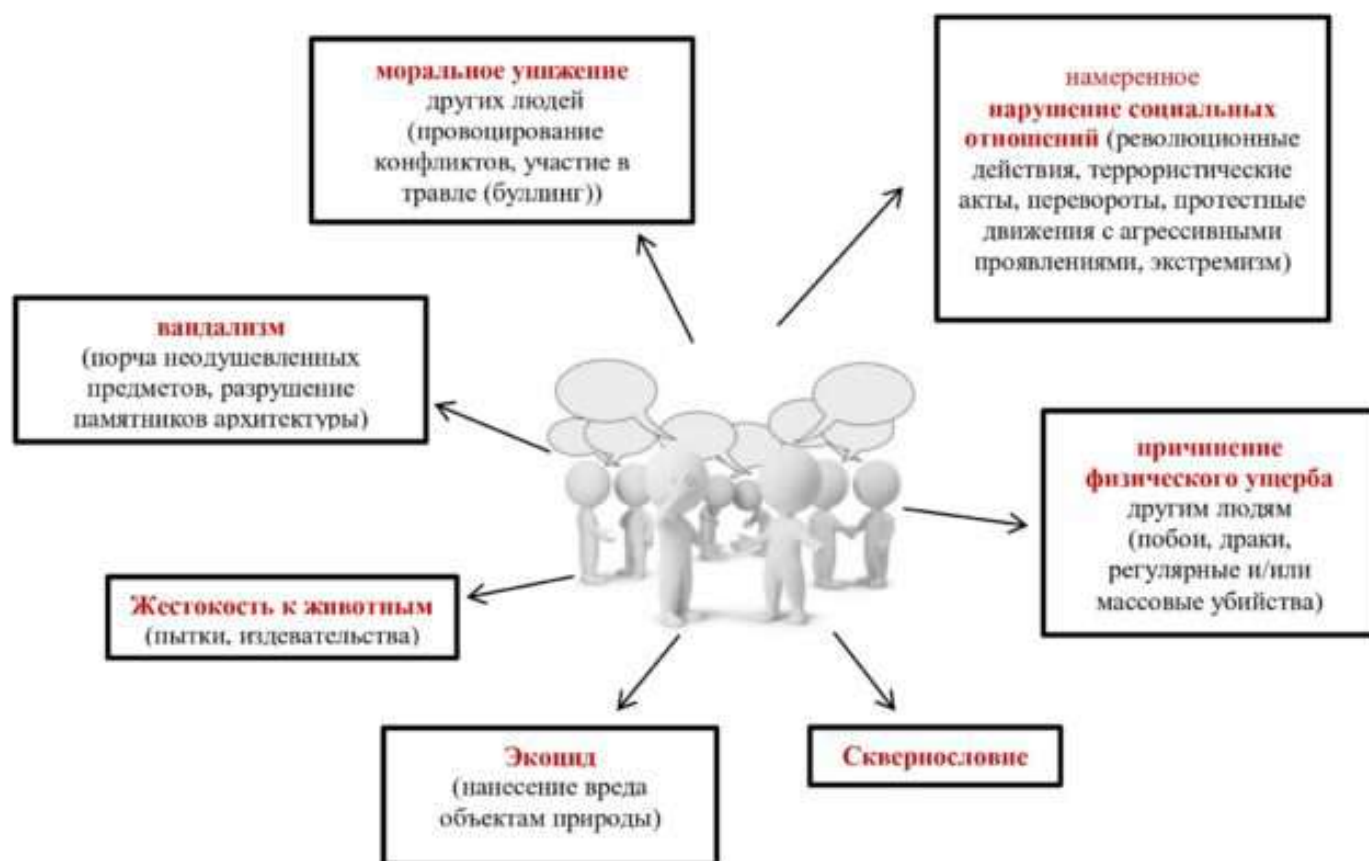 моральное унижение
других людей
(провоцирование
конфликтов, участие в
травле (буллинг))
намеренное
нарушение социальных
отношений (революционные
действия, террористические
акты, перевороты, протестные
движения с агрессивными
проявлениями, экстремизм)
вандализм
(порча неодушевленных
предметов, разрушение
памятников архитектуры)
причинение
физического ущерба
другим людям
(побои, драки,
регулярные и/или
массовые убийства)
Жестокость к животным
(пытки, издевательства)
Экоцид
(нанесение вреда
объектам природы)
Сквернословие